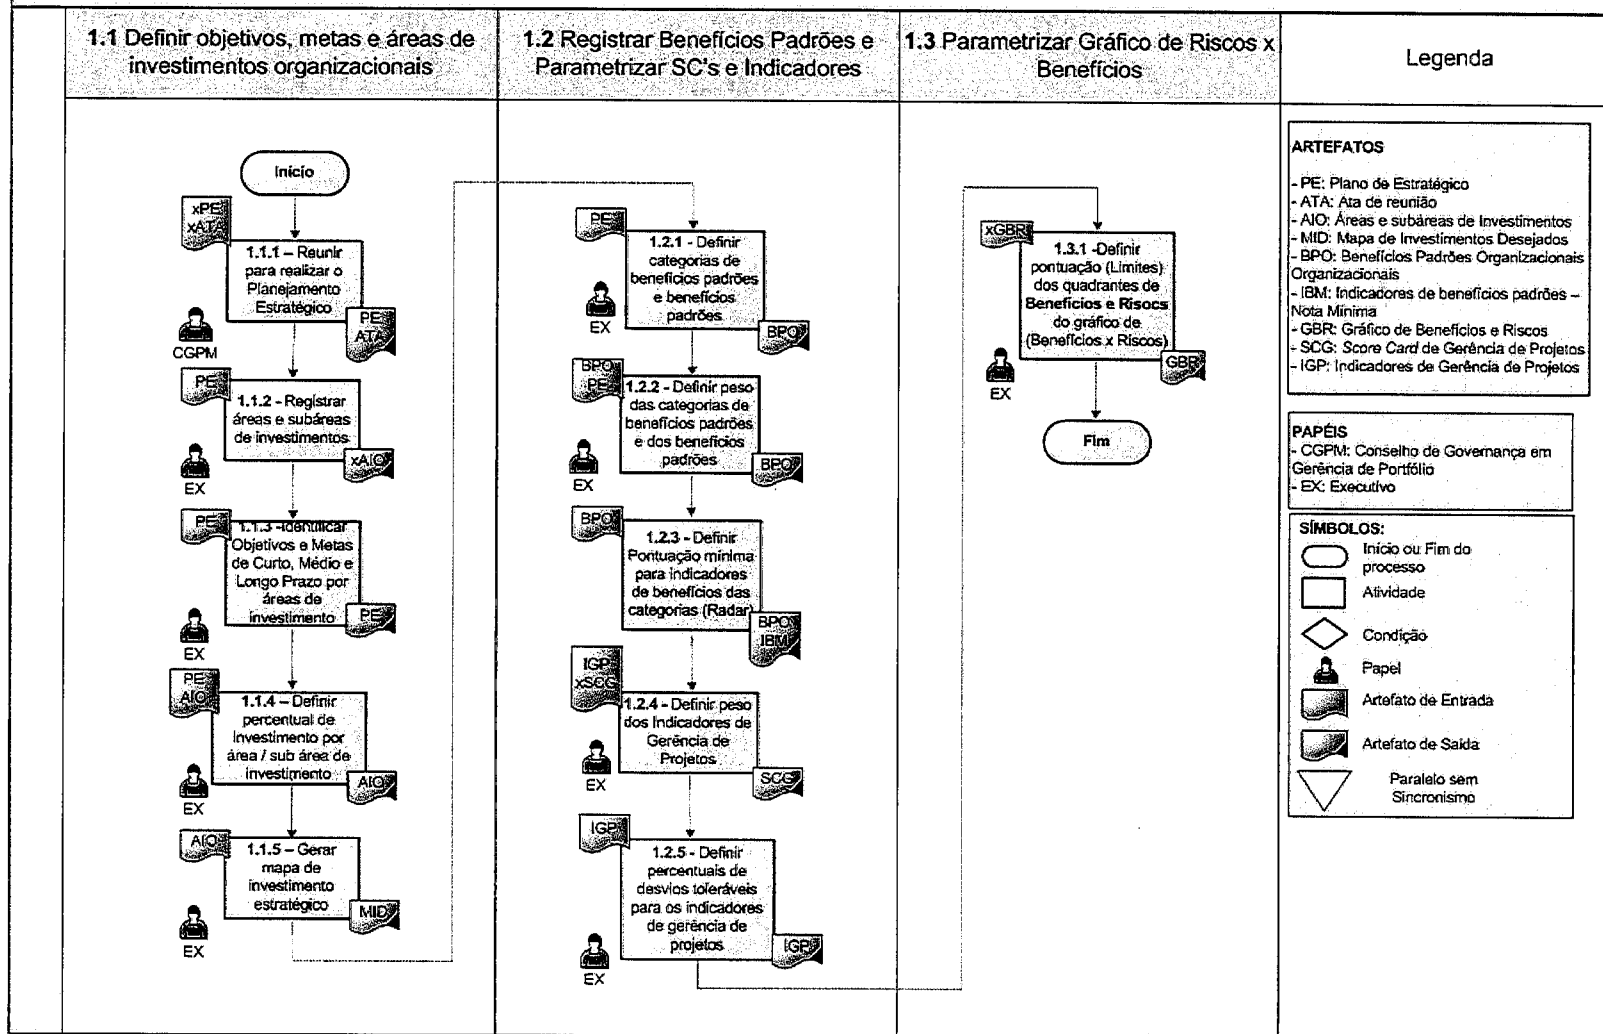 1.1 Definir objetivos, metas e áreas de
investimentos organizacionais
1.2 Registrar Benefícios Padrões e
Parametrizar SC's e Indicadores
1.3 Parametrizar Gráfico de Riscos x
Benefícios
Legenda
Início
xPE
xATA
1.1.1 – Reunir
para realizar o
Planejamento
Estratégico
PE
ATA
CGPM
PE
1.1.2 - Registrar
áreas e subáreas
de investimentos
xAIO
EX
PE
1.1.3 -Identificar
Objetivos e Metas
de Curto, Médio e
Longo Prazo por
áreas de
investimento
PE
EX
PE
AIO
1.1.4 – Definir
percentual de
Investimento por
área / sub área de
investimento
AIO
EX
AIO
1.1.5 – Gerar
mapa de
investimento
estratégico
MID
EX
PE
1.2.1 - Definir
categorias de
benefícios padrões
e benefícios
padrões
BPO
EX
BPO
PE
1.2.2 - Definir peso
das categorias de
benefícios padrões
e dos benefícios
padrões
BPO
EX
BPO
1.2.3 - Definir
Pontuação mínima
para indicadores
de benefícios das
categorias (Radar)
BPO
IBM
IGP
xSCG
1.2.4 - Definir peso
dos Indicadores de
Gerência de
Projetos
SCG
EX
IGP
1.2.5 - Definir
percentuais de
desvios toleráveis
para os indicadores
de gerência de
projetos
IGP
EX
xGBR
1.3.1 -Definir
pontuação (Limites)
dos quadrantes de
Benefícios e Risocs
do gráfico de
(Benefícios x Riscos)
GBR
EX
Fim
ARTEFATOS
- PE: Plano de Estratégico
- ATA: Ata de reunião
- AIO: Áreas e subáreas de Investimentos
- MID: Mapa de Investimentos Desejados
- BPO: Benefícios Padrões Organizacionais
Organizacionais
- IBM: Indicadores de benefícios padrões –
Nota Mínima
- GBR: Gráfico de Benefícios e Riscos
- SCG: Score Card de Gerência de Projetos
- IGP: Indicadores de Gerência de Projetos
PAPÉIS
- CGPM: Conselho de Governança em
Gerência de Portfólio
- EX: Executivo
SÍMBOLOS:
Início ou Fim do
processo
Atividade
Condição
Papel
Artefato de Entrada
Artefato de Saída
Paralelo sem
Sincronismo